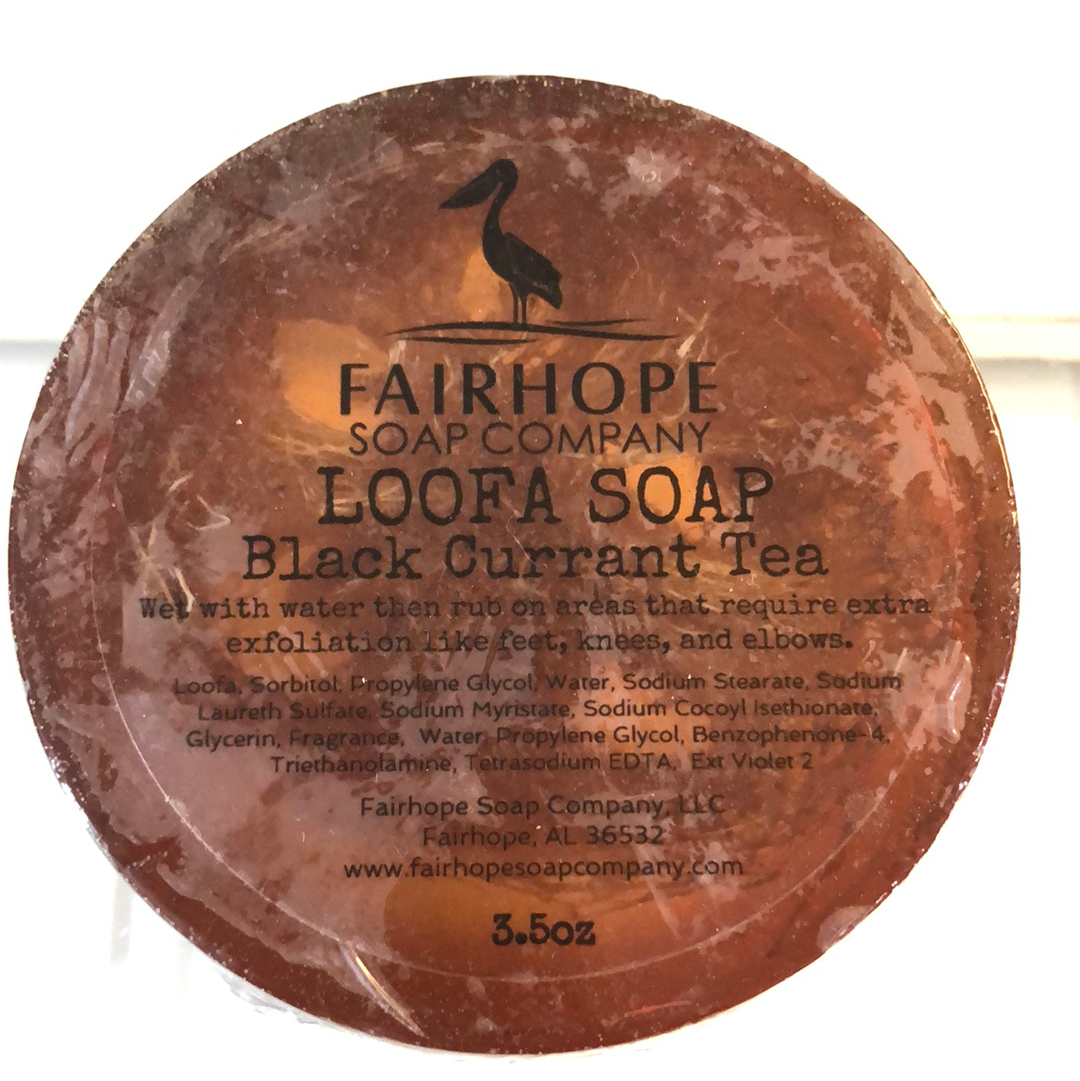 FAIRHOPE
SOAP COMPANY
LOOFA SOAP
Black Currant Tea
Wet with water then rub on areas that require extra
exfoliation like feet, knees, and elbows.
Loofa, Sorbitol, Propylene Glycol, Water, Sodium Stearate, Sodium
Laureth Sulfate, Sodium Myristate, Sodium Cocoyl Isethionate,
Glycerin, Fragrance, Water, Propylene Glycol, Benzophenone-4,
Triethanolamine, Tetrasodium EDTA, Ext Violet 2
Fairhope Soap Company, LLC
Fairhope, AL 36532
www.fairhopesoapcompany.com
3.5oz